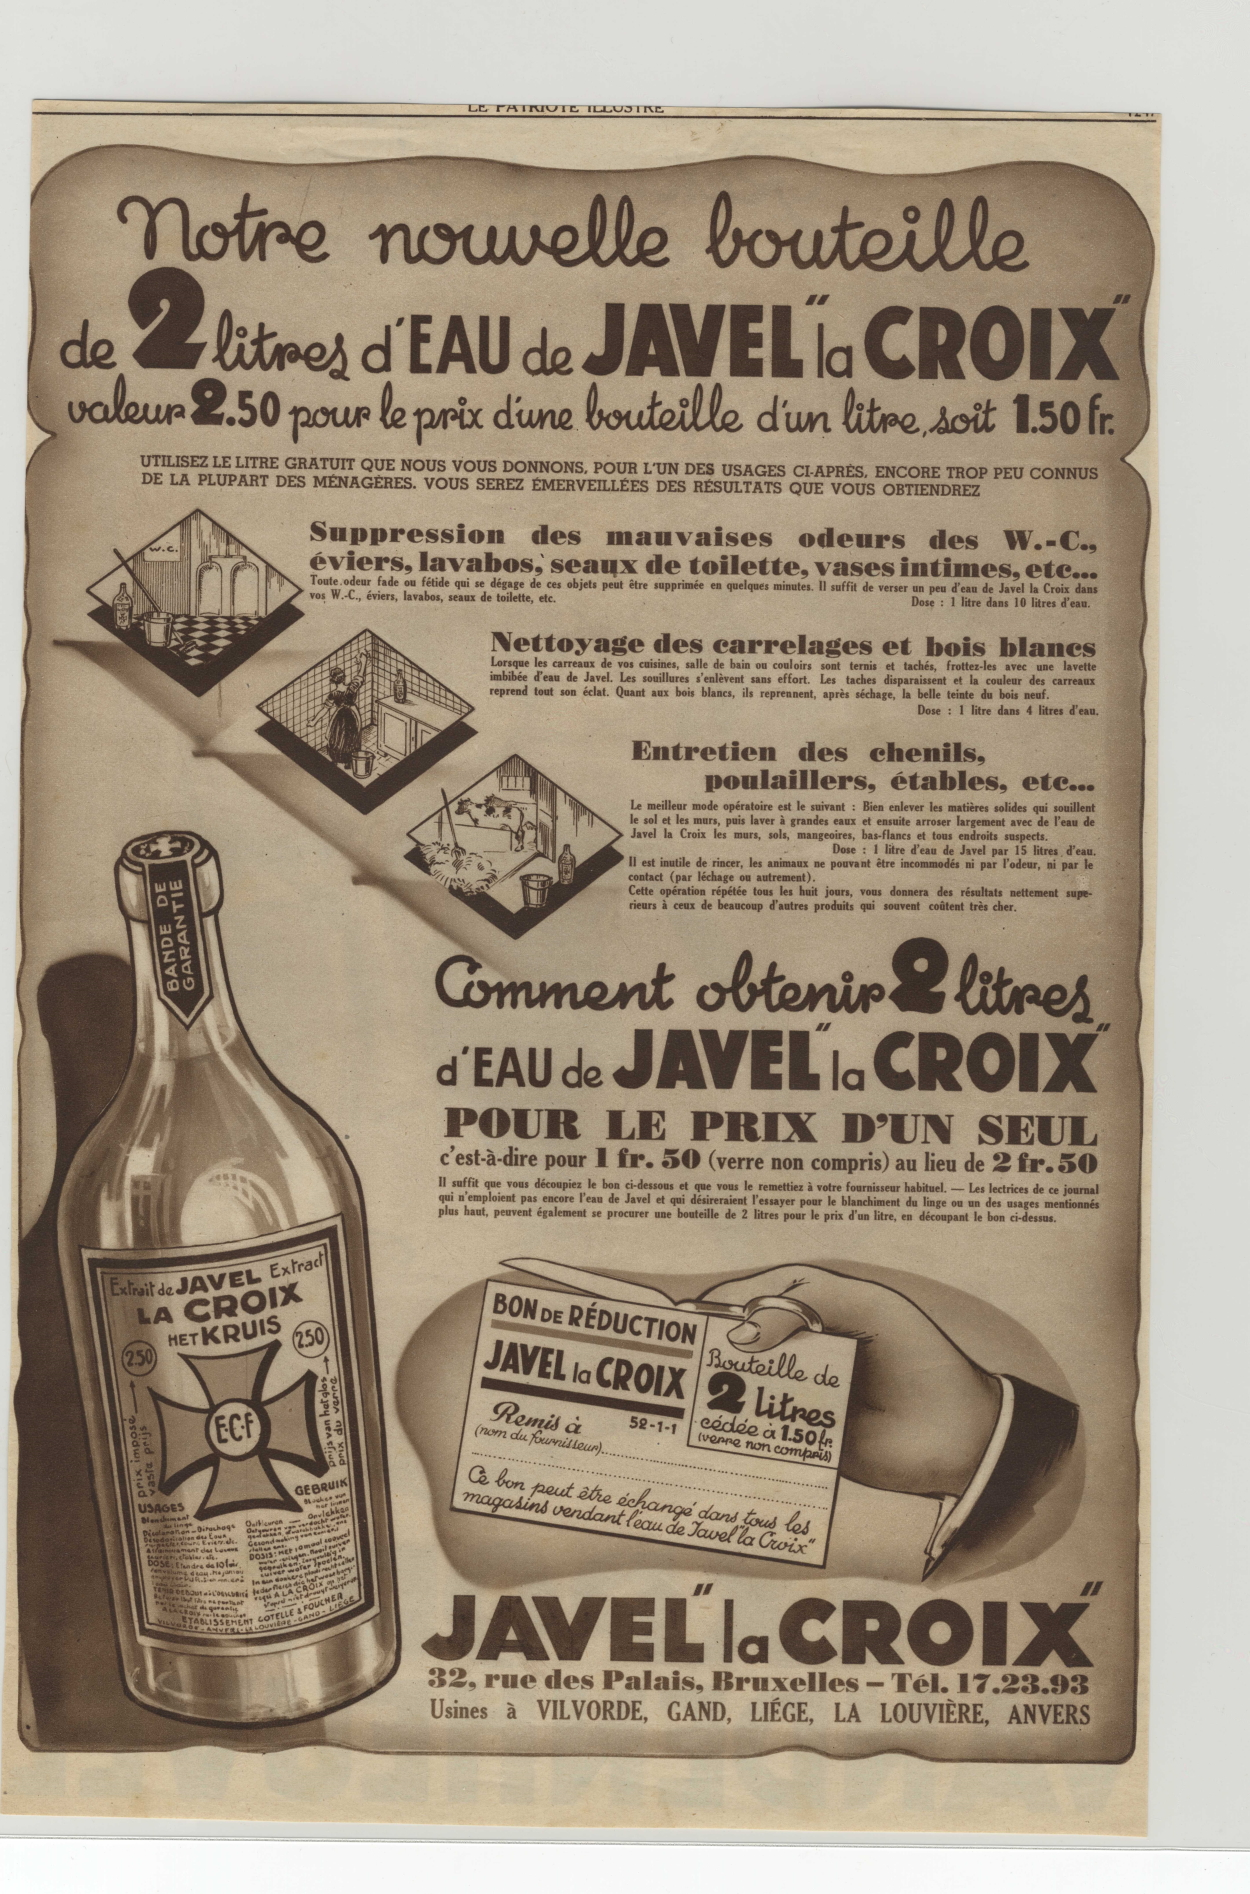 LE PATRIOTE ILLUSTRÉ
Notre nouvelle bouteille
de 2 litres d'EAU de JAVEL "la CROIX"
valeur 2.50 pour le prix d'une bouteille d'un litre, soit 1.50 fr.
UTILISEZ LE LITRE GRATUIT QUE NOUS VOUS DONNONS, POUR L'UN DES USAGES CI-APRÈS, ENCORE TROP PEU CONNUS
DE LA PLUPART DES MÉNAGÈRES. VOUS SEREZ ÉMERVEILLÉES DES RÉSULTATS QUE VOUS OBTIENDREZ
W.C.
Suppression des mauvaises odeurs des W.-C.,
éviers, lavabos, seaux de toilette, vases intimes, etc...
Toute odeur fade ou fétide qui se dégage de ces objets peut être supprimée en quelques minutes. Il suffit de verser un peu d'eau de Javel la Croix dans
vos W.-C., éviers, lavabos, seaux de toilette, etc. Dose : 1 litre dans 10 litres d'eau.
Nettoyage des carrelages et bois blancs
Lorsque les carreaux de vos cuisines, salle de bain ou couloirs sont ternis et tachés, frottez-les avec une lavette
imbibée d'eau de Javel. Les souillures s'enlèvent sans effort. Les taches disparaissent et la couleur des carreaux
reprend tout son éclat. Quant aux bois blancs, ils reprennent, après séchage, la belle teinte du bois neuf.
Dose : 1 litre dans 4 litres d'eau.
Entretien des chenils,
poulaillers, étables, etc...
Le meilleur mode opératoire est le suivant : Bien enlever les matières solides qui souillent
le sol et les murs, puis laver à grandes eaux et ensuite arroser largement avec de l'eau de
Javel la Croix les murs, sols, mangeoires, bas-flancs et tous endroits suspects.
Dose : 1 litre d'eau de Javel par 15 litres d'eau.
Il est inutile de rincer, les animaux ne pouvant être incommodés ni par l'odeur, ni par le
contact (par léchage ou autrement).
Cette opération répétée tous les huit jours, vous donnera des résultats nettement supe-
rieurs à ceux de beaucoup d'autres produits qui souvent coûtent très cher.
BANDE DE
GARANTIE
Comment obtenir 2 litres
d'EAU de JAVEL "la CROIX"
POUR LE PRIX D'UN SEUL
c'est-à-dire pour 1 fr. 50 (verre non compris) au lieu de 2 fr. 50
Il suffit que vous découpiez le bon ci-dessous et que vous le remettiez à votre fournisseur habituel. — Les lectrices de ce journal
qui n'emploient pas encore l'eau de Javel et qui désireraient l'essayer pour le blanchiment du linge ou un des usages mentionnés
plus haut, peuvent également se procurer une bouteille de 2 litres pour le prix d'un litre, en découpant le bon ci-dessus.
Extrait de JAVEL Extract
LA CROIX
HET KRUIS
2.50
2.50
prix imposé
vaste prijs
prijs van het glas
prix du verre
E·C·F
USAGES
GEBRUIK
ÉTABLISSEMENT COTELLE & FOUCHER
VILVORDE - ANVERS - LA LOUVIÈRE - GAND - LIÈGE
BON DE RÉDUCTION
JAVEL la CROIX
52-1-1
Remis à
(nom du fournisseur)
Bouteille de
2 litres
cédée à 1.50 fr.
(verre non compris)
Ce bon peut être échangé dans tous les
magasins vendant l'eau de Javel "la Croix"
JAVEL "la CROIX"
32, rue des Palais, Bruxelles – Tél. 17.23.93
Usines à VILVORDE, GAND, LIÉGE, LA LOUVIÈRE, ANVERS